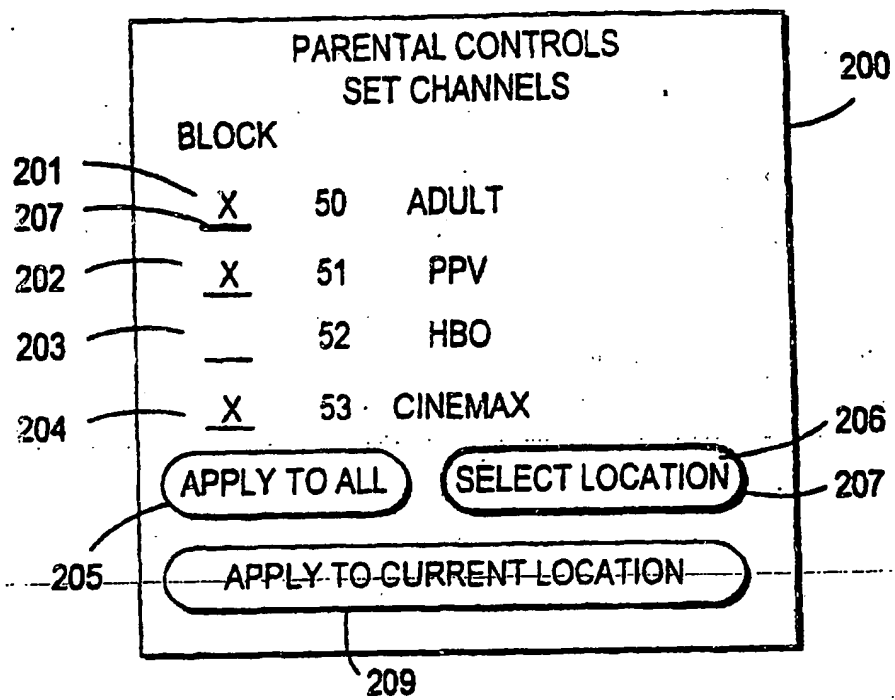 PARENTAL CONTROLS
SET CHANNELS
200
BLOCK
201
X 50 ADULT
207
202 X 51 PPV
203 52 HBO
204 X 53 CINEMAX
206
APPLY TO ALL SELECT LOCATION 207
205 APPLY TO CURRENT LOCATION
209